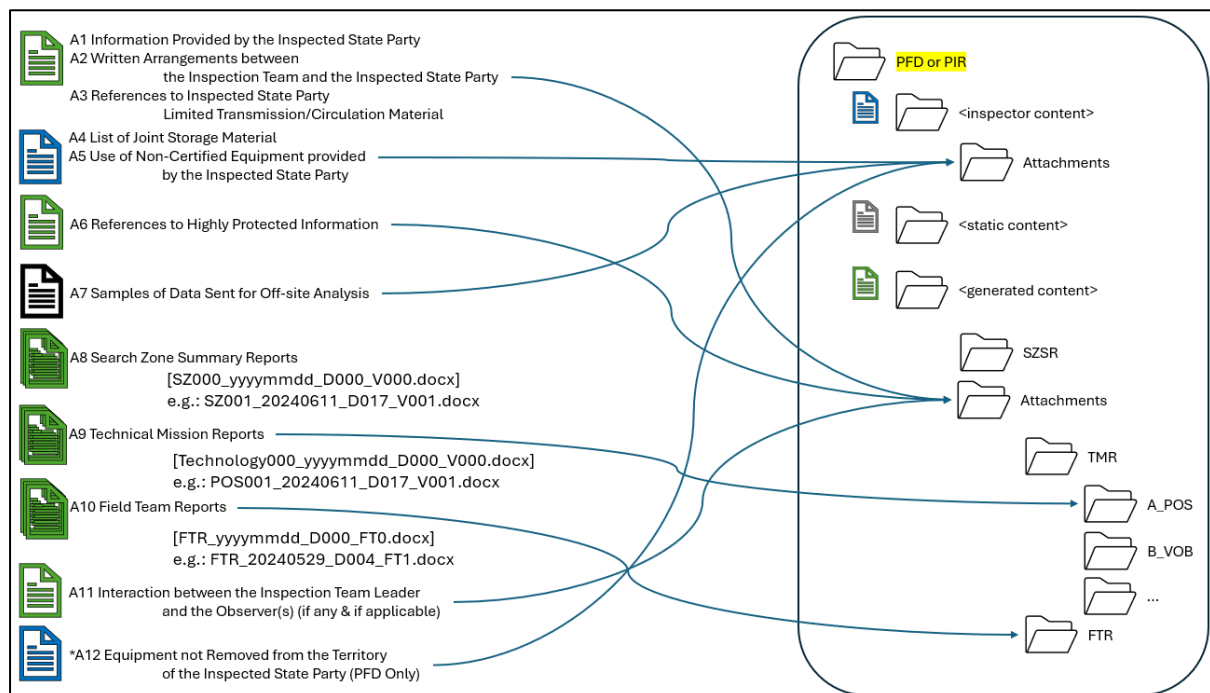 A1 Information Provided by the Inspected State Party
A2 Written Arrangements between
the Inspection Team and the Inspected State Party
A3 References to Inspected State Party
Limited Transmission/Circulation Material
A4 List of Joint Storage Material
A5 Use of Non-Certified Equipment provided
by the Inspected State Party
A6 References to Highly Protected Information
A7 Samples of Data Sent for Off-site Analysis
A8 Search Zone Summary Reports
[SZ000_yyyymmdd_D000_V000.docx]
e.g.: SZ001_20240611_D017_V001.docx
A9 Technical Mission Reports
[Technology000_yyyymmdd_D000_V000.docx]
e.g.: POS001_20240611_D017_V001.docx
A10 Field Team Reports
[FTR_yyyymmdd_D000_FT0.docx]
e.g.: FTR_20240529_D004_FT1.docx
A11 Interaction between the Inspection Team Leader
and the Observer(s) (if any & if applicable)
*A12 Equipment not Removed from the Territory
of the Inspected State Party (PFD Only)
PFD or PIR
<inspector content>
Attachments
<static content>
<generated content>
SZSR
Attachments
TMR
A_POS
B_VOB
...
FTR